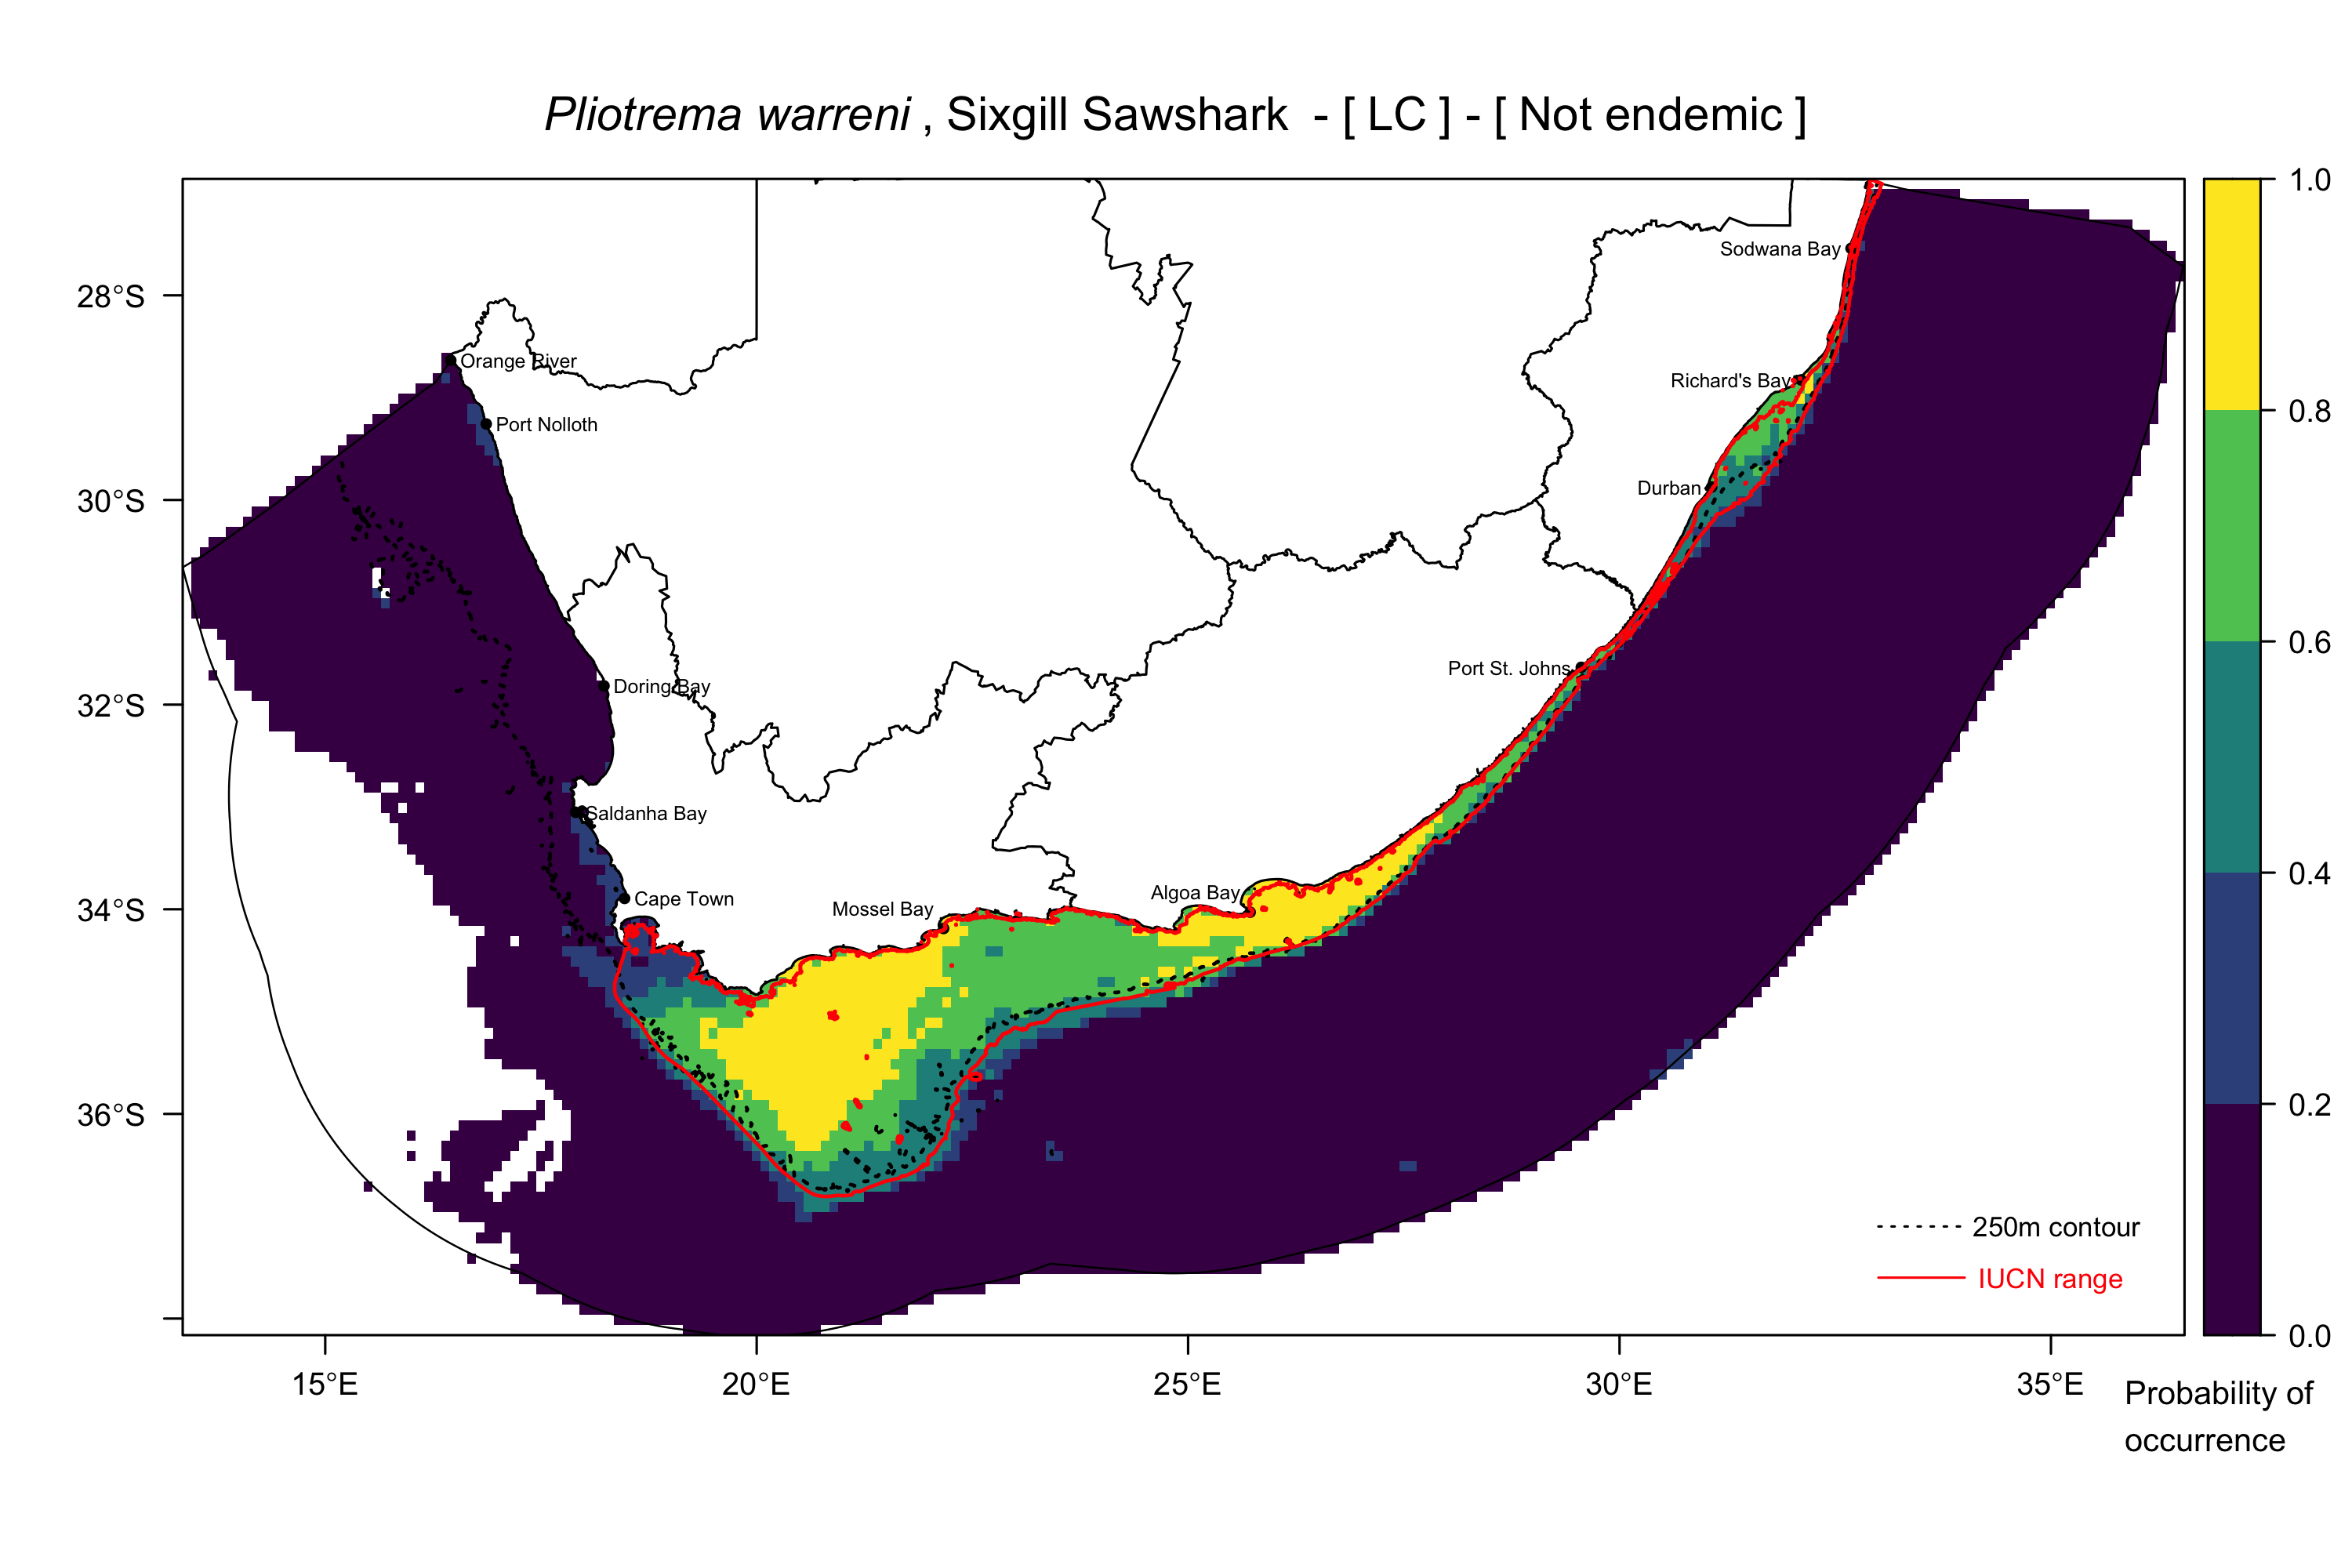 Pliotrema warreni , Sixgill Sawshark - [ LC ] - [ Not endemic ]
1.0
Sodwana Bay
28°S
Orange River
Richard's Bay
0.8
Port Nolloth
Durban
30°S
0.6
Port St. Johns
Doring Bay
32°S
Saldanha Bay
0.4
Algoa Bay
Cape Town
Mossel Bay
34°S
0.2
36°S
250m contour
IUCN range
0.0
15°E
20°E
25°E
30°E
35°E
Probability of
occurrence